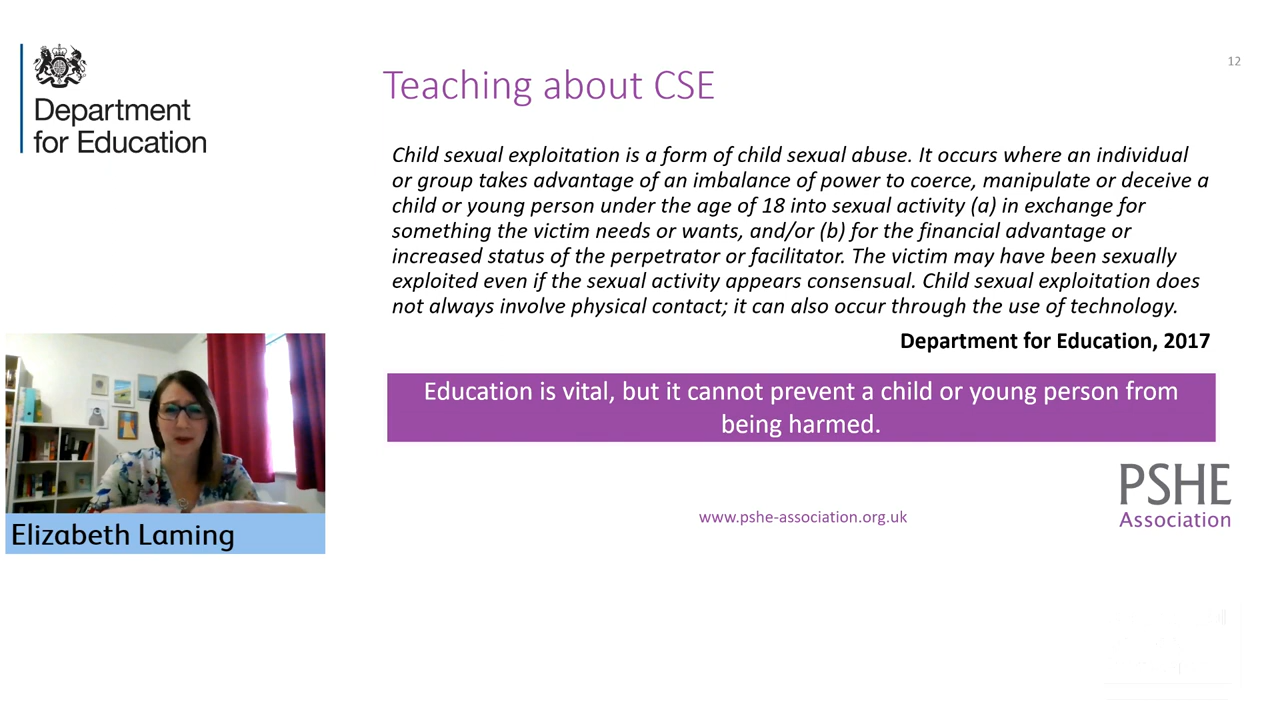 Department
for Education
12
Teaching about CSE
Child sexual exploitation is a form of child sexual abuse. It occurs where an individual
or group takes advantage of an imbalance of power to coerce, manipulate or deceive a
child or young person under the age of 18 into sexual activity (a) in exchange for
something the victim needs or wants, and/or (b) for the financial advantage or
increased status of the perpetrator or facilitator. The victim may have been sexually
exploited even if the sexual activity appears consensual. Child sexual exploitation does
not always involve physical contact; it can also occur through the use of technology.
Department for Education, 2017
Education is vital, but it cannot prevent a child or young person from
being harmed.
Elizabeth Laming
www.pshe-association.org.uk
PSHE
Association